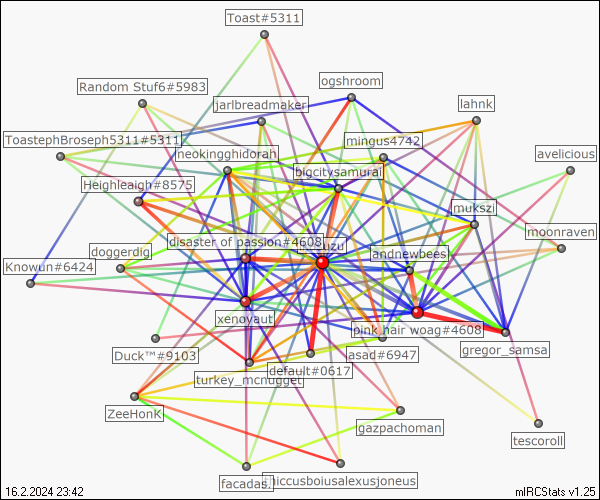 Toast#5311
Random Stuf6#5983
ogshroom
jarlbreadmaker
lahnk
ToastephBroseph5311#5311
neokingghidorah
mingus4742
avelicious
Heighleigh#8575
bigcitysamurai
mukszi
disaster of passion#4608
uzu
andnewbees
moonraven
doggerdig
Knowun#6424
xenoyaut
pink hair woag#4608
Duck™#9103
asad#6947
gregor_samsa
default#0617
turkey_mcnugget
ZeeHonK
gazpachoman
tescoroll
facadas.
hiccusboiusalexusjoneus
16.2.2024 23:42
mIRCStats v1.25